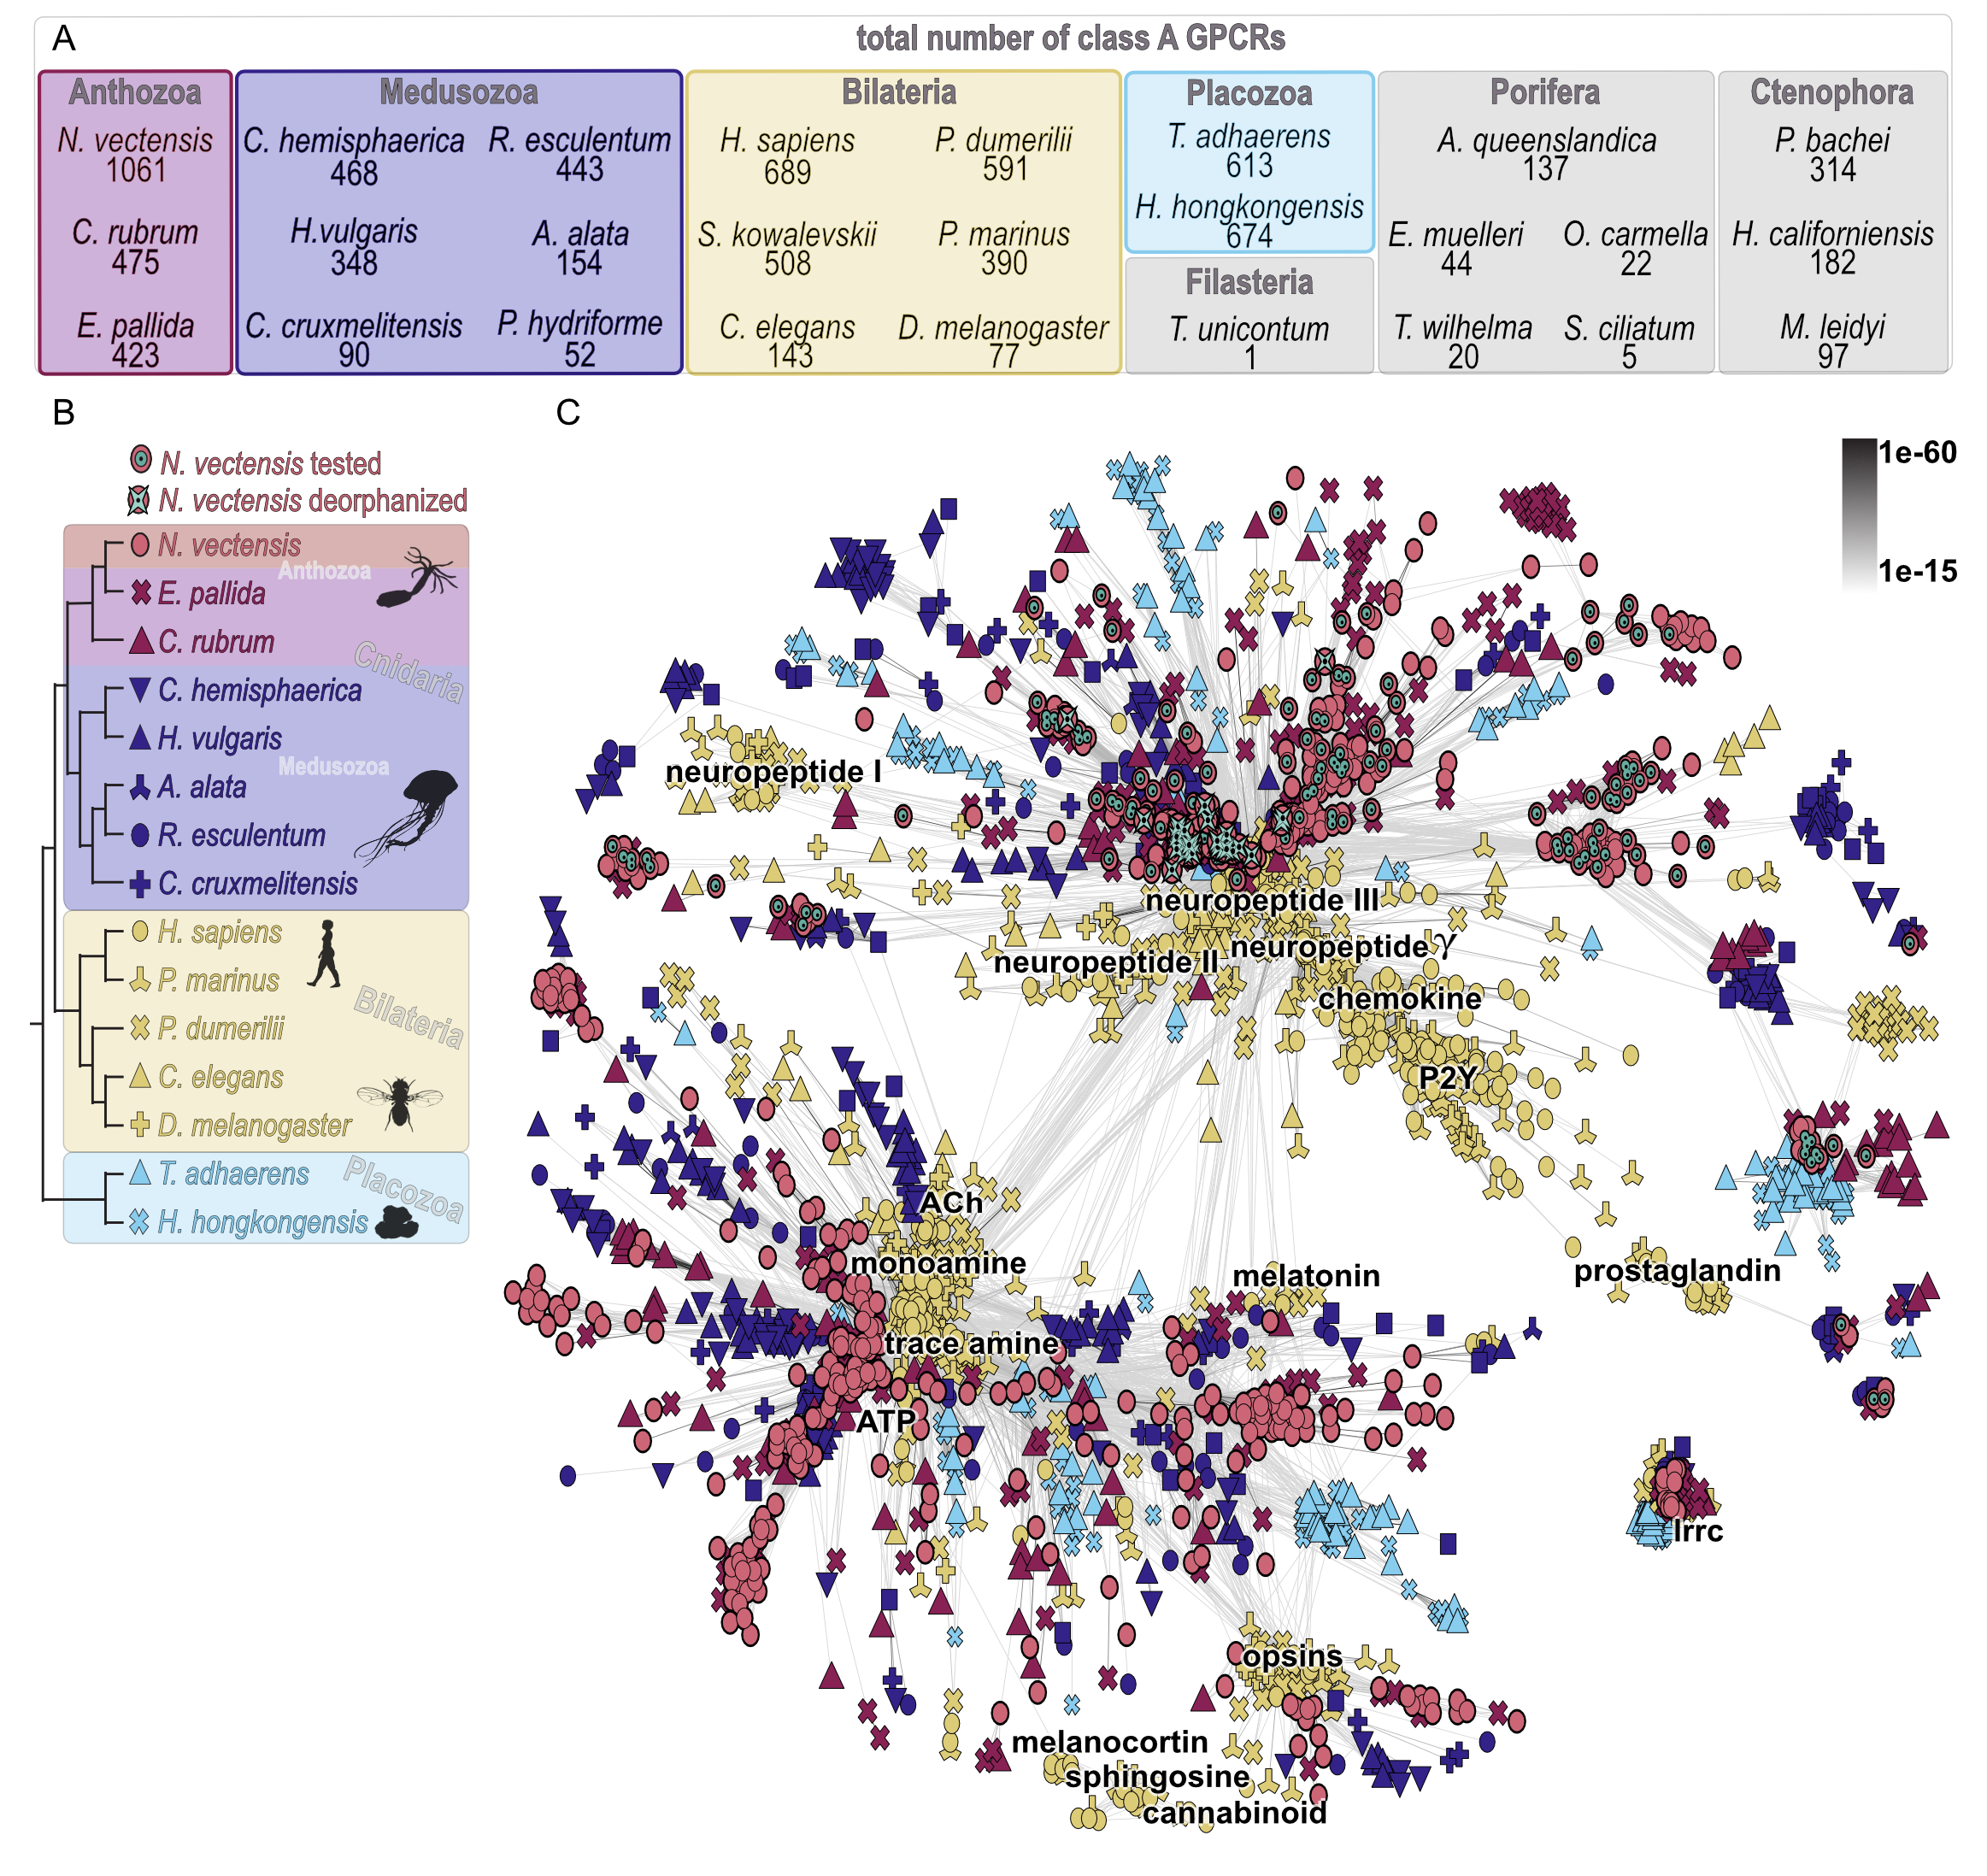 A
total number of class A GPCRs
Anthozoa
N. vectensis
1061
C. rubrum
475
E. pallida
423
Medusozoa
C. hemisphaerica
468
R. esculentum
443
H.vulgaris
348
A. alata
154
C. cruxmelitensis
90
P. hydriforme
52
Bilateria
H. sapiens
689
P. dumerilii
591
S. kowalevskii
508
P. marinus
390
C. elegans
143
D. melanogaster
77
Placozoa
T. adhaerens
613
H. hongkongensis
674
Filasteria
T. unicontum
1
Porifera
A. queenslandica
137
E. muelleri
44
O. carmella
22
T. wilhelma
20
S. ciliatum
5
Ctenophora
P. bachei
314
H. californiensis
182
M. leidyi
97
B
N. vectensis tested
N. vectensis deorphanized
N. vectensis
Anthozoa
E. pallida
C. rubrum
Cnidaria
C. hemisphaerica
H. vulgaris
Medusozoa
A. alata
R. esculentum
C. cruxmelitensis
H. sapiens
P. marinus
Bilateria
P. dumerilii
C. elegans
D. melanogaster
T. adhaerens
Placozoa
H. hongkongensis
C
1e-60
1e-15
neuropeptide I
neuropeptide III
neuropeptide γ
neuropeptide II
chemokine
P2Y
ACh
monoamine
melatonin
prostaglandin
trace amine
ATP
lrrc
opsins
melanocortin
sphingosine
cannabinoid